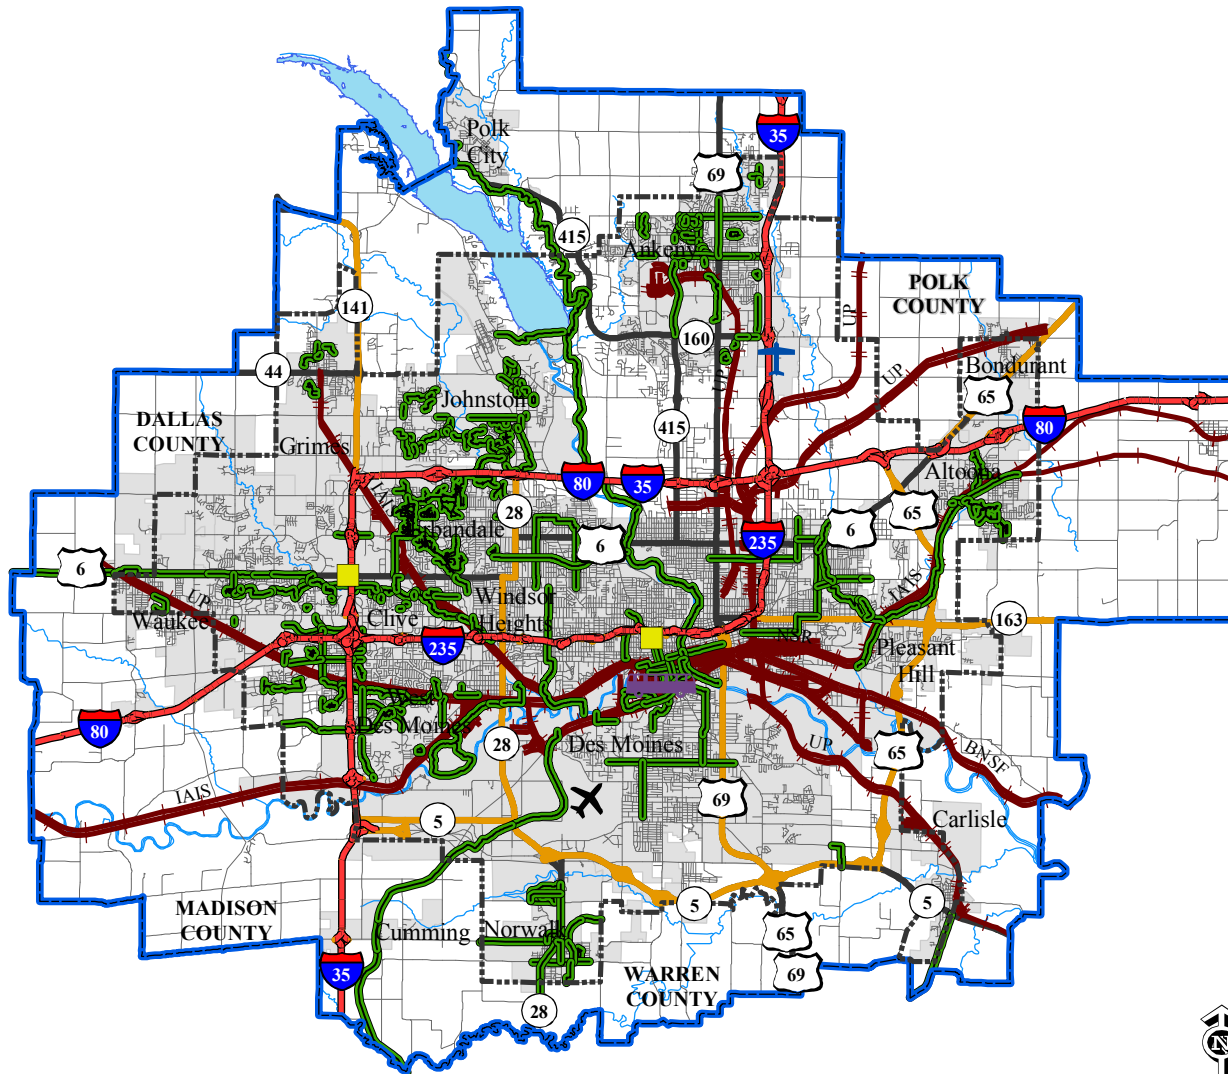 Polk
City
35
69
415
Ankeny
POLK
COUNTY
141
UP
160
44
UP
UP
Bondurant
65
Johnston
DALLAS
COUNTY
415
80
Grimes
Altoona
80
35
IAIS
28
65
Urbandale
6
6
235
6
IAIS
UP
Windsor
Heights
Waukee
Clive
163
NSR
235
Pleasant
Hill
West
Des Moines
80
28
Des Moines
UP
65
BNSF
IAIS
69
5
Carlisle
MADISON
COUNTY
5
5
Cumming
Norwalk
65
35
WARREN
COUNTY
69
28
N